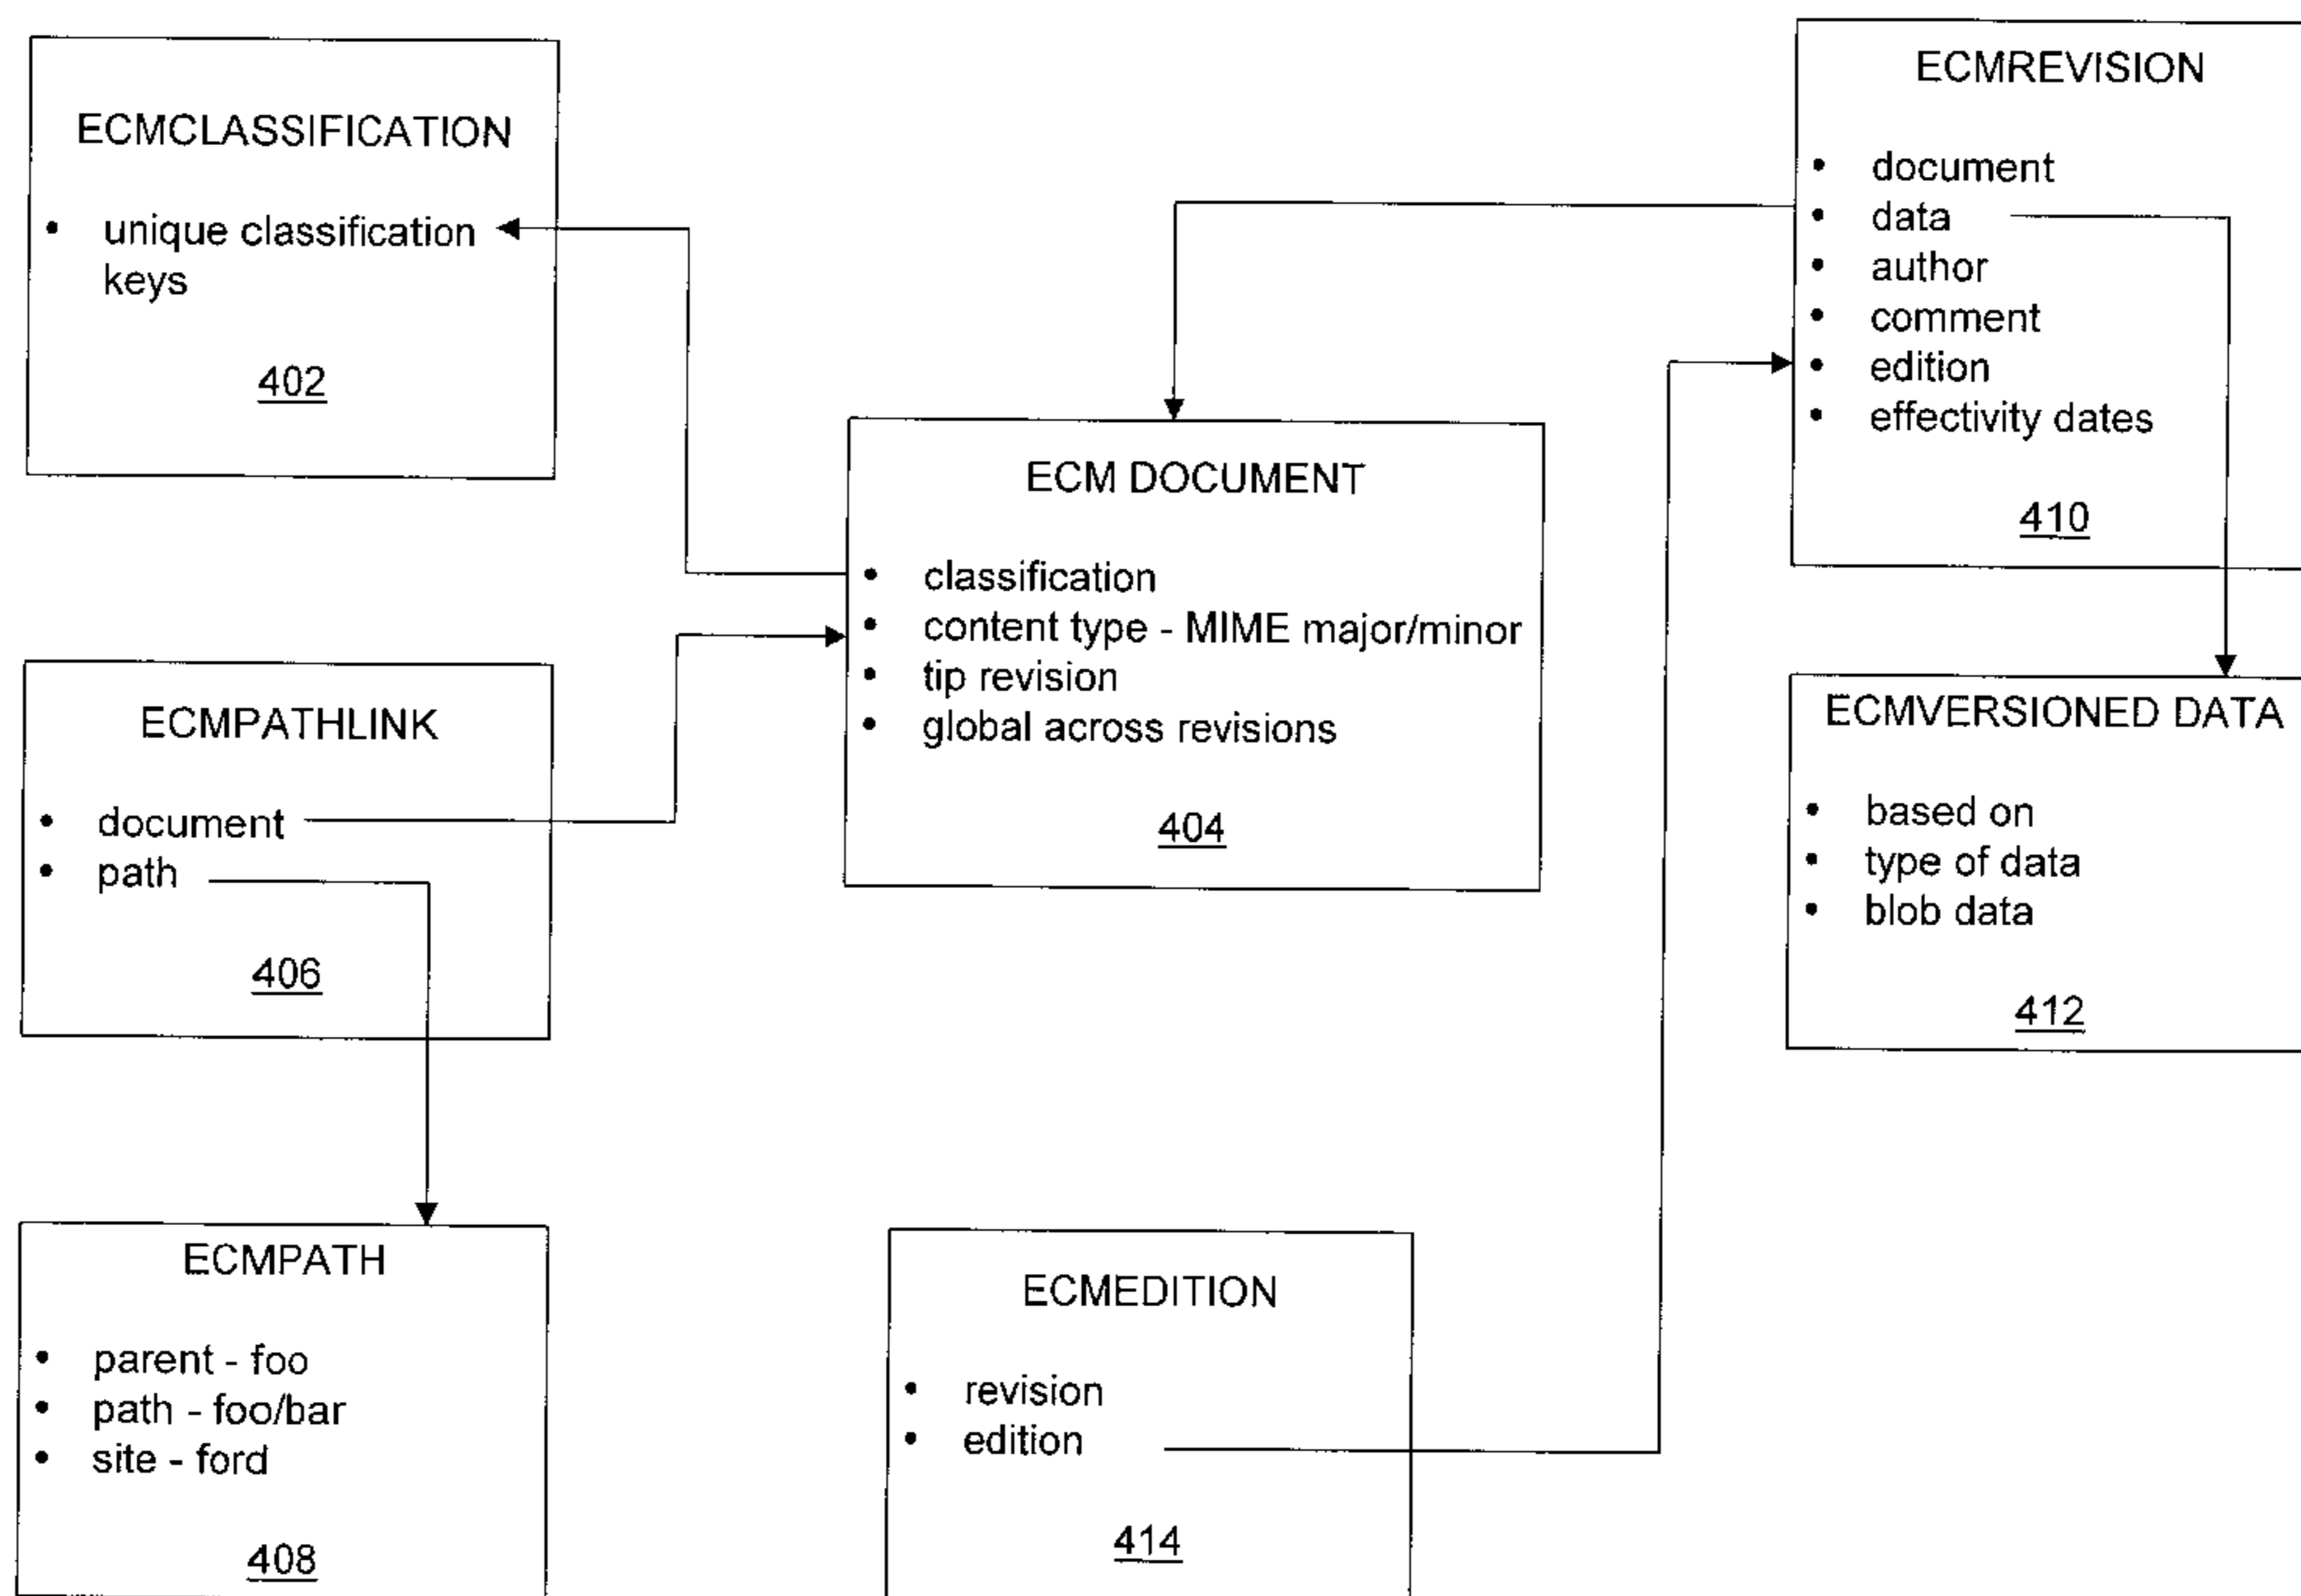 ECMCLASSIFICATION
• unique classification
keys
402
ECMREVISION
• document
• data
• author
• comment
• edition
• effectivity dates
410
ECM DOCUMENT
• classification
• content type - MIME major/minor
• tip revision
• global across revisions
404
ECMPATHLINK
• document
• path
406
ECMVERSIONED DATA
• based on
• type of data
• blob data
412
ECMPATH
• parent - foo
• path - foo/bar
• site - ford
408
ECMEDITION
• revision
• edition
414